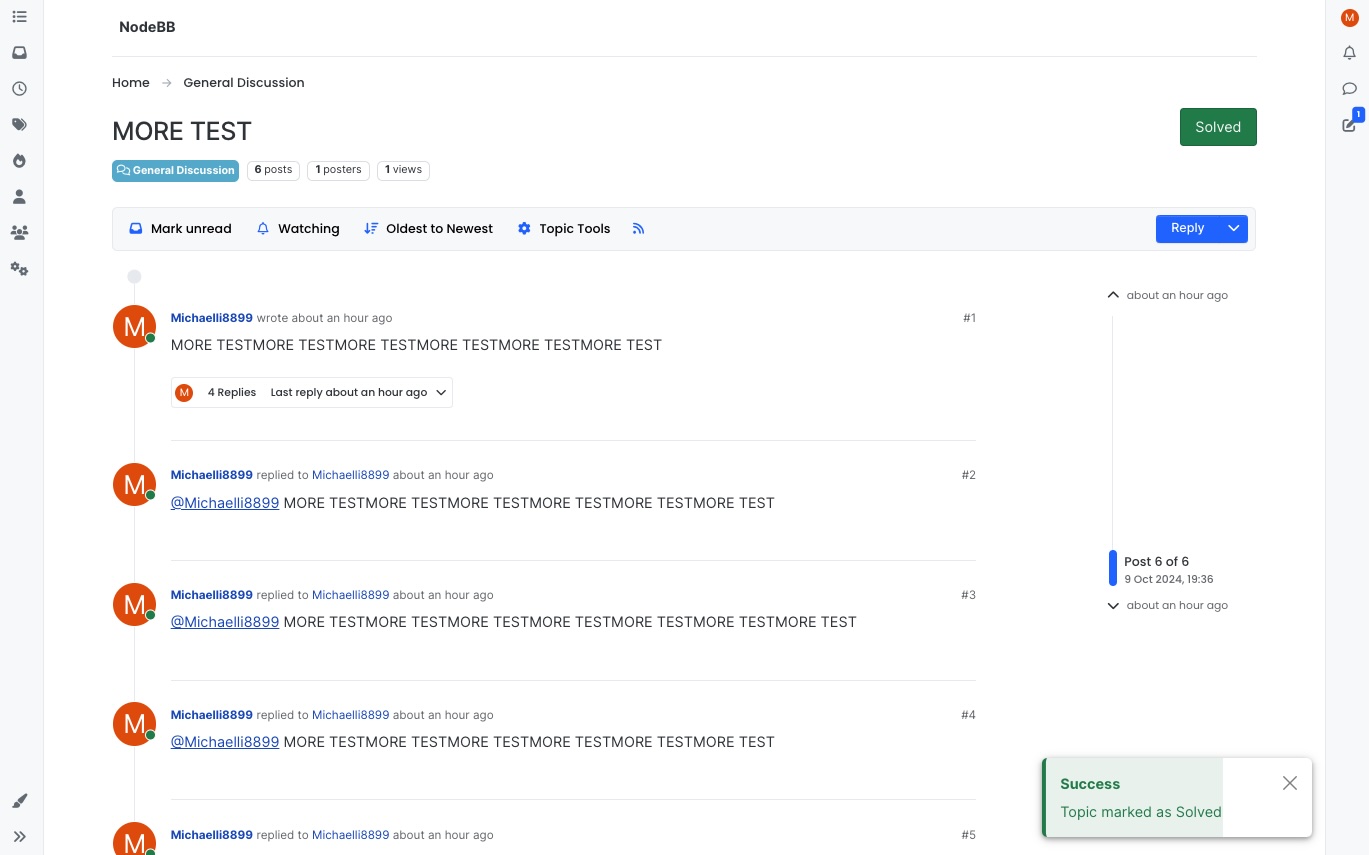 NodeBB
M
Home → General Discussion
1
MORE TEST
Solved
General Discussion 6 posts 1 posters 1 views
Mark unread Watching Oldest to Newest Topic Tools Reply
about an hour ago
M Michaelli8899 wrote about an hour ago #1
MORE TESTMORE TESTMORE TESTMORE TESTMORE TESTMORE TEST
M 4 Replies Last reply about an hour ago
M Michaelli8899 replied to Michaelli8899 about an hour ago #2
@Michaelli8899 MORE TESTMORE TESTMORE TESTMORE TESTMORE TESTMORE TEST
Post 6 of 6
9 Oct 2024, 19:36
about an hour ago
M Michaelli8899 replied to Michaelli8899 about an hour ago #3
@Michaelli8899 MORE TESTMORE TESTMORE TESTMORE TESTMORE TESTMORE TESTMORE TEST
M Michaelli8899 replied to Michaelli8899 about an hour ago #4
@Michaelli8899 MORE TESTMORE TESTMORE TESTMORE TESTMORE TESTMORE TEST
Success
Topic marked as Solved
M Michaelli8899 replied to Michaelli8899 about an hour ago #5